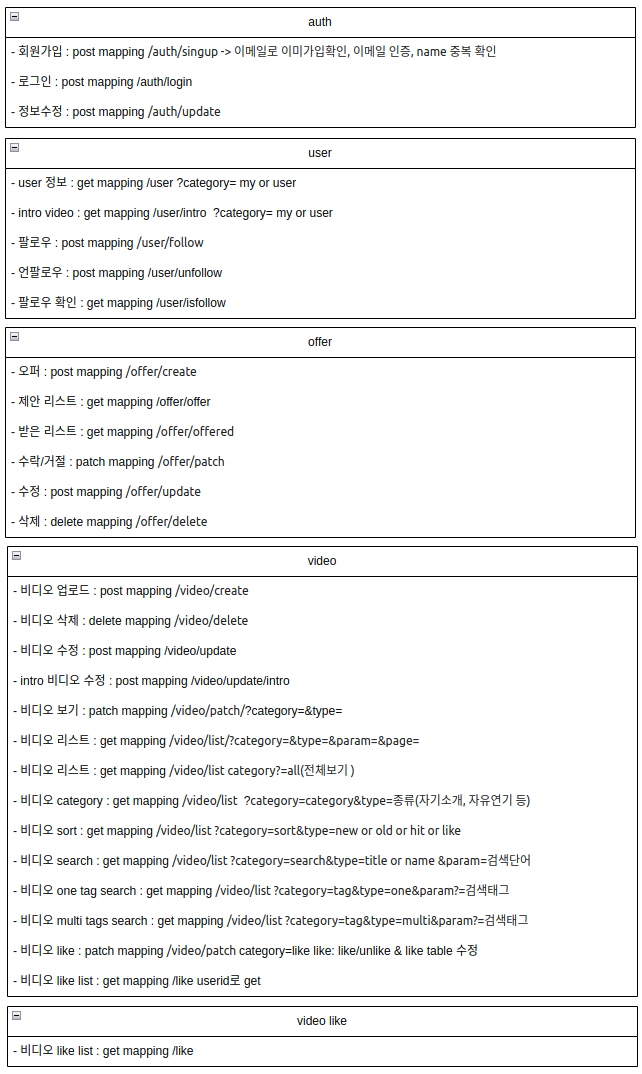 auth
- 회원가입 : post mapping /auth/singup -> 이메일로 이미가입확인, 이메일 인증, name 중복 확인
- 로그인 : post mapping /auth/login
- 정보수정 : post mapping /auth/update
user
- user 정보 : get mapping /user ?category= my or user
- intro video : get mapping /user/intro  ?category= my or user
- 팔로우 : post mapping /user/follow
- 언팔로우 : post mapping /user/unfollow
- 팔로우 확인 : get mapping /user/isfollow
offer
- 오퍼 : post mapping /offer/create
- 제안 리스트 : get mapping /offer/offer
- 받은 리스트 : get mapping /offer/offered
- 수락/거절 : patch mapping /offer/patch
- 수정 : post mapping /offer/update
- 삭제 : delete mapping /offer/delete
video
- 비디오 업로드 : post mapping /video/create
- 비디오 삭제 : delete mapping /video/delete
- 비디오 수정 : post mapping /video/update
- intro 비디오 수정 : post mapping /video/update/intro
- 비디오 보기 : patch mapping /video/patch/?category=&type=
- 비디오 리스트 : get mapping /video/list/?category=&type=&param=&page=
- 비디오 리스트 : get mapping /video/list category?=all(전체보기 )
- 비디오 category : get mapping /video/list  ?category=category&type=종류(자기소개, 자유연기 등)
- 비디오 sort : get mapping /video/list ?category=sort&type=new or old or hit or like
- 비디오 search : get mapping /video/list ?category=search&type=title or name &param=검색단어
- 비디오 one tag search : get mapping /video/list ?category=tag&type=one&param?=검색태그
- 비디오 multi tags search : get mapping /video/list ?category=tag&type=multi&param?=검색태그
- 비디오 like : patch mapping /video/patch category=like like: like/unlike & like table 수정
- 비디오 like list : get mapping /like userid로 get
video like
- 비디오 like list : get mapping /like